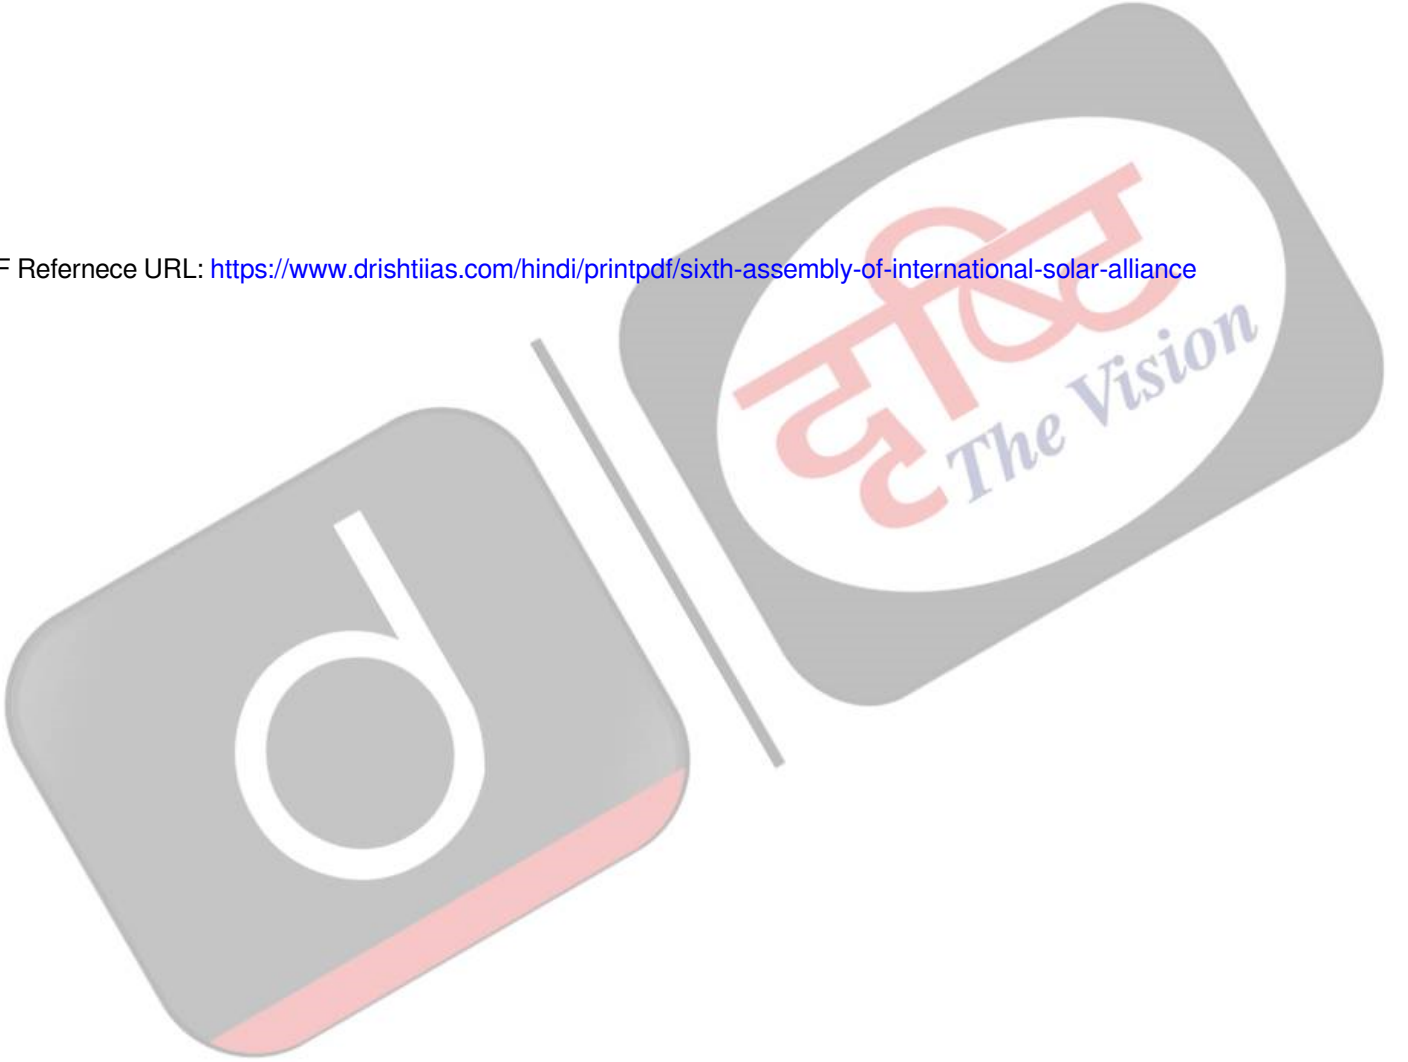 F Refernece URL: https://www.drishtiias.com/hindi/printpdf/sixth-assembly-of-international-solar-alliance
दृष्टि
The Vision
d